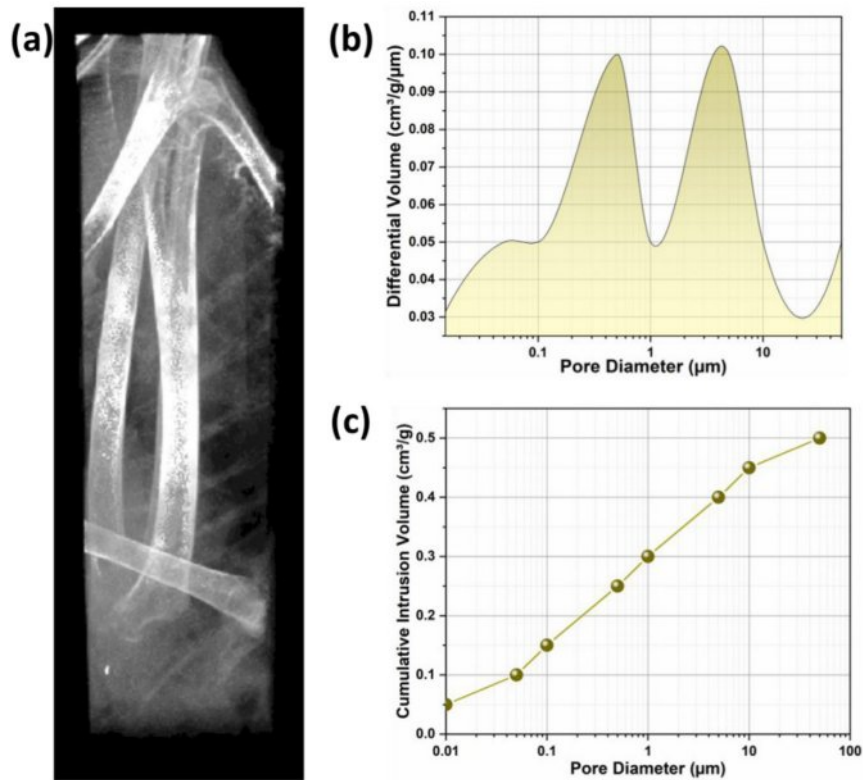 (a)
(b)
0.11
0.10
0.09
0.08
0.07
0.06
0.05
0.04
0.03
Differential Volume (cm³/g/µm)
0.1 1 10
Pore Diameter (µm)
(c)
0.5
0.4
0.3
0.2
0.1
0.0
Cumulative Intrusion Volume (cm³/g)
0.01 0.1 1 10 100
Pore Diameter (µm)